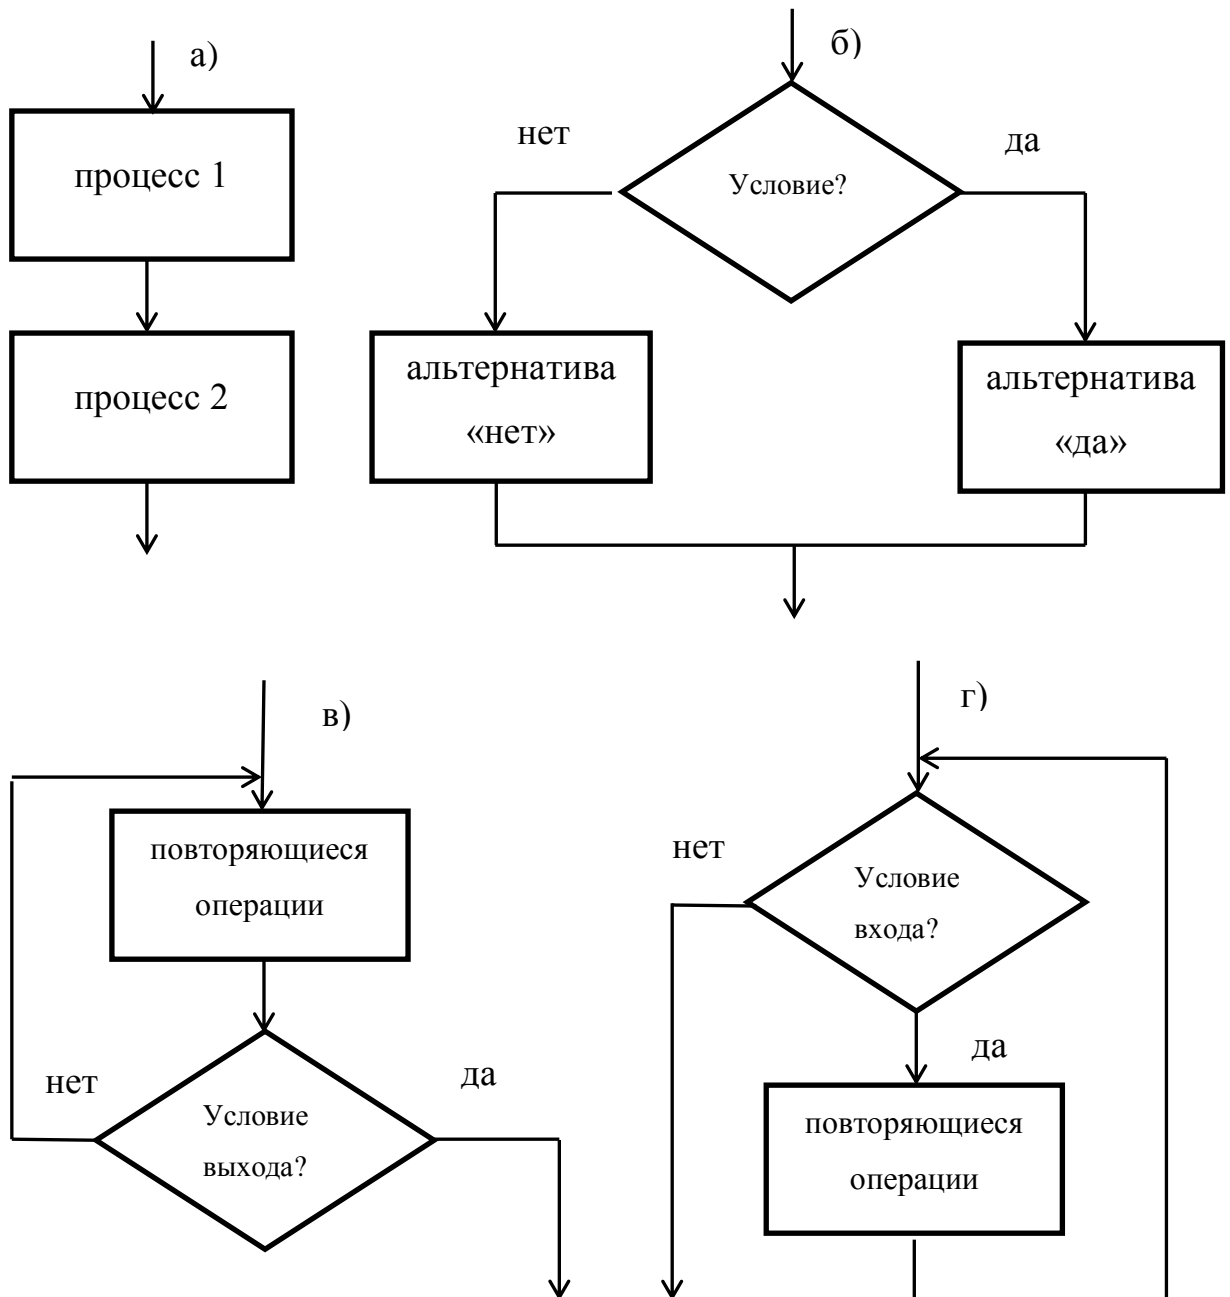 а)
процесс 1
процесс 2
б)
нет
да
Условие?
альтернатива
«нет»
альтернатива
«да»
в)
повторяющиеся
операции
нет
да
Условие
выхода?
г)
нет
Условие
входа?
да
повторяющиеся
операции